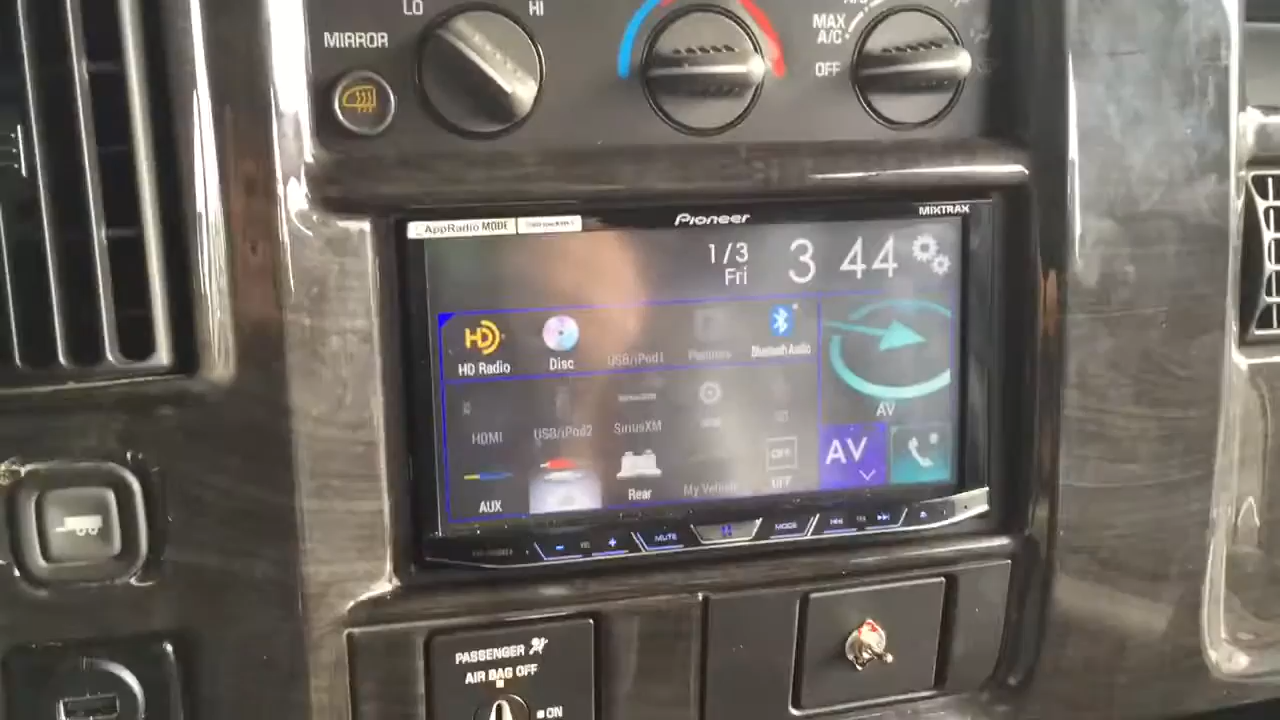 LO
HI
MIRROR
MAX
A/C
OFF
AppRadio MODE
Pioneer
MIXTRAX
1/3
Fri
3 44
HD
HD Radio
Disc
USB/iPod1
Pandora
Bluetooth Audio
HDMI
USB/iPod2
SiriusXM
AV
AUX
Rear
My Vehicle
OFF
OFF
AV
MUTE
MODE
PASSENGER
AIR BAG OFF
ON